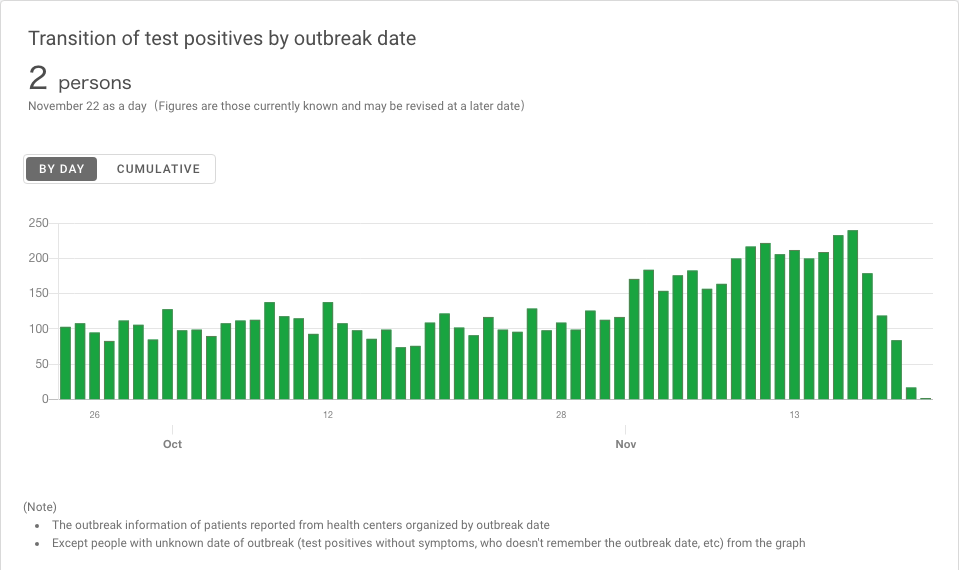 Transition of test positives by outbreak date
2 persons
November 22 as a day（Figures are those currently known and may be revised at a later date）
BY DAY CUMULATIVE
250
200
150
100
50
0
26 12 28 13
Oct Nov
(Note)
• The outbreak information of patients reported from health centers organized by outbreak date
• Except people with unknown date of outbreak (test positives without symptoms, who doesn't remember the outbreak date, etc) from the graph